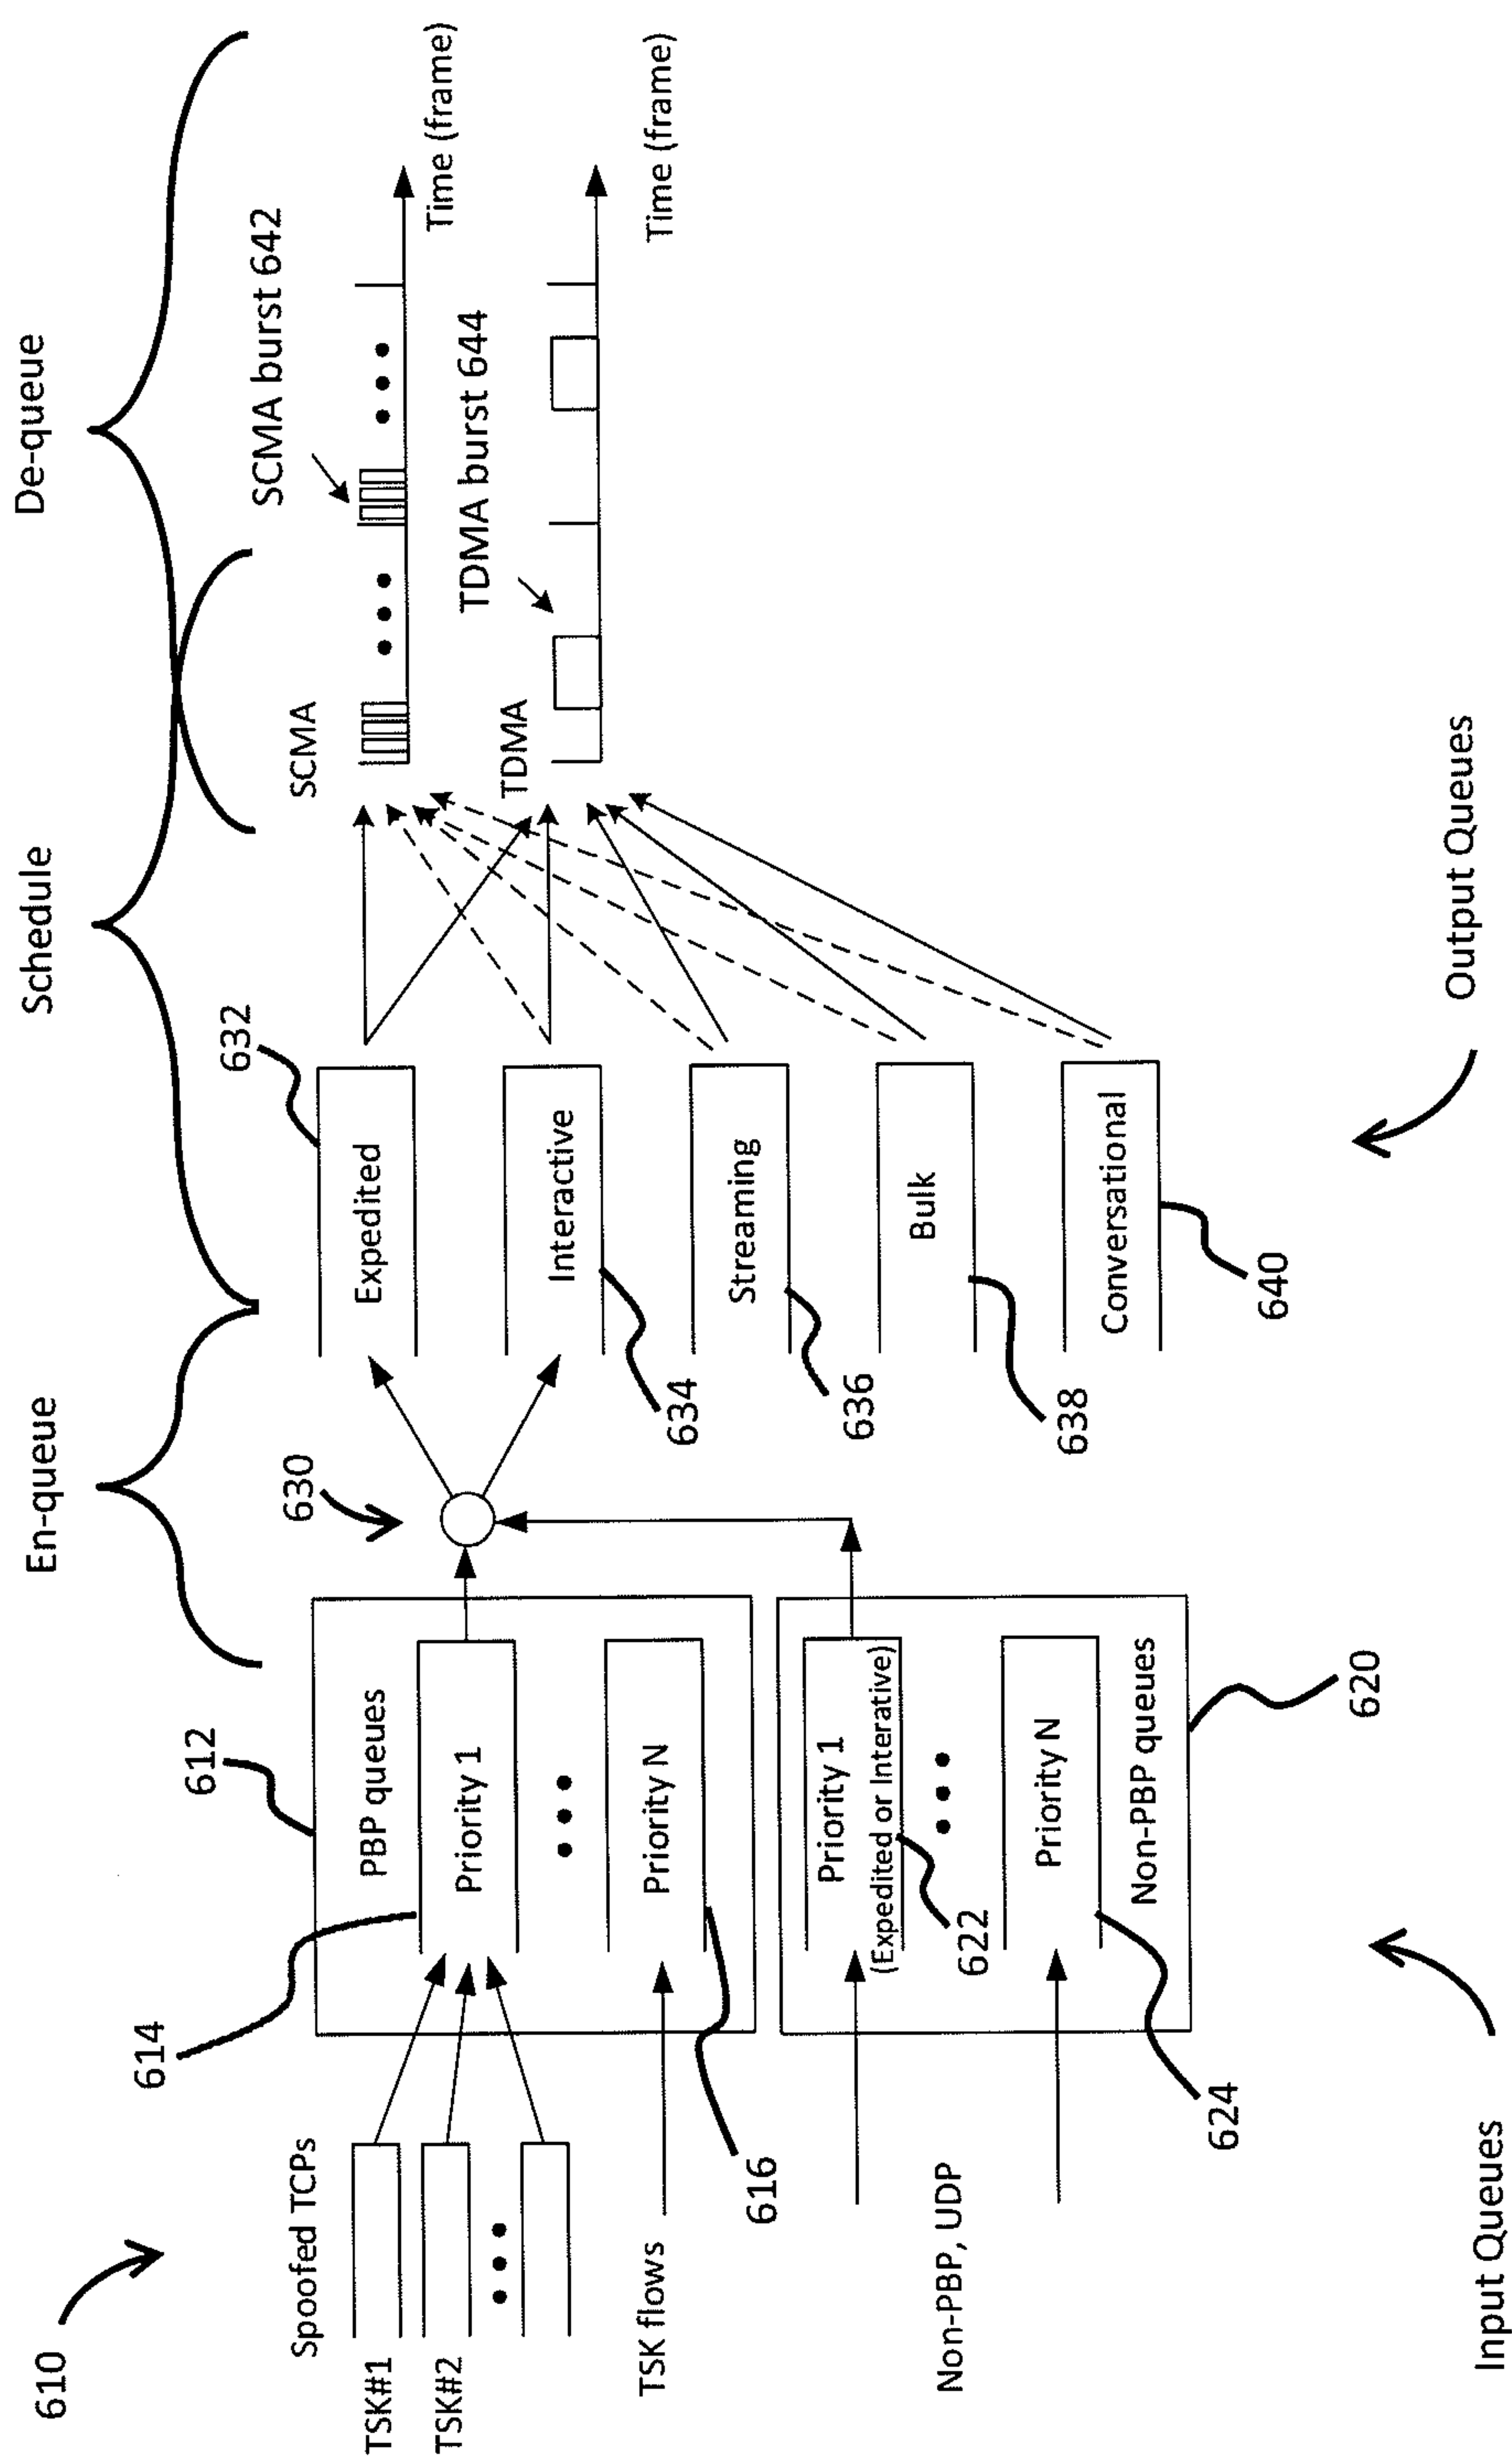 En-queue
Schedule
De-queue
610
Spoofed TCPs
TSK#1
TSK#2
TSK flows
Non-PBP, UDP
Input Queues
612
614
PBP queues
Priority 1
Priority N
616
Priority 1
(Expedited or Interative)
622
Priority N
Non-PBP queues
624
620
630
632
Expedited
Interactive
634
Streaming
636
Bulk
638
Conversational
640
Output Queues
SCMA
SCMA burst 642
Time (frame)
TDMA
TDMA burst 644
Time (frame)